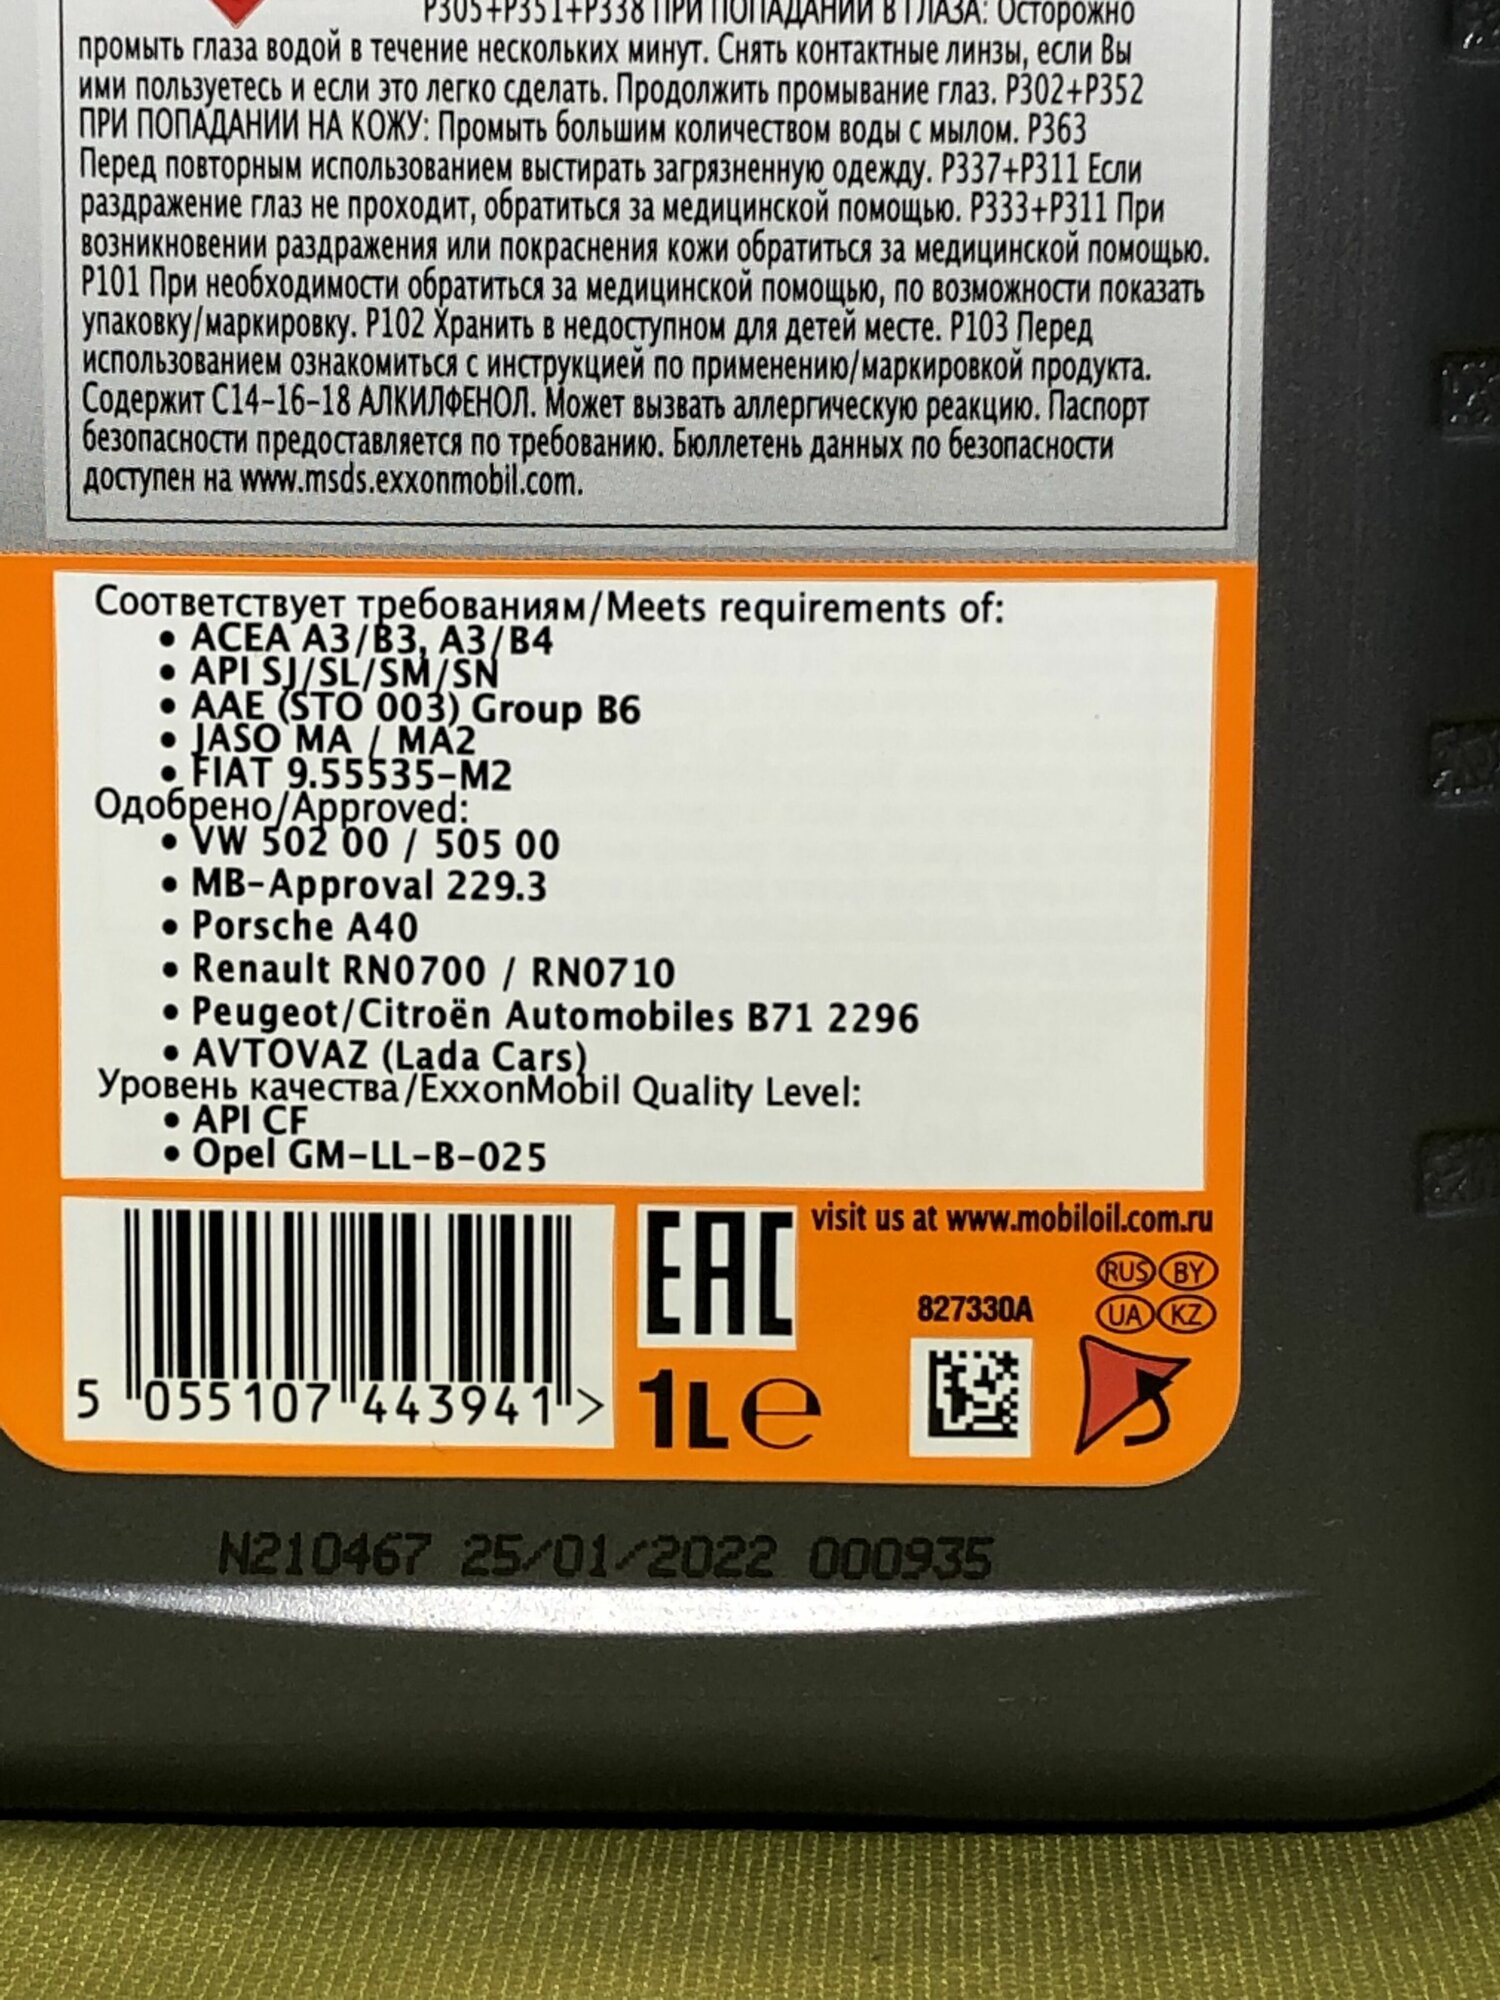 P305+P351+P338 ПРИ ПОПАДАНИИ В ГЛАЗА: Осторожно
промыть глаза водой в течение нескольких минут. Снять контактные линзы, если Вы
ими пользуетесь и если это легко сделать. Продолжить промывание глаз. P302+P352
ПРИ ПОПАДАНИИ НА КОЖУ: Промыть большим количеством воды с мылом. P363
Перед повторным использованием выстирать загрязненную одежду. P337+P311 Если
раздражение глаз не проходит, обратиться за медицинской помощью. P333+P311 При
возникновении раздражения или покраснения кожи обратиться за медицинской помощью.
P101 При необходимости обратиться за медицинской помощью, по возможности показать
упаковку/маркировку. P102 Хранить в недоступном для детей месте. P103 Перед
использованием ознакомиться с инструкцией по применению/маркировкой продукта.
Содержит C14-16-18 АЛКИЛФЕНОЛ. Может вызвать аллергическую реакцию. Паспорт
безопасности предоставляется по требованию. Бюллетень данных по безопасности
доступен на www.msds.exxonmobil.com.
Соответствует требованиям/Meets requirements of:
• ACEA A3/B3, A3/B4
• API SJ/SL/SM/SN
• AAE (STO 003) Group B6
• JASO MA / MA2
• FIAT 9.55535-M2
Одобрено/Approved:
• VW 502 00 / 505 00
• MB-Approval 229.3
• Porsche A40
• Renault RN0700 / RN0710
• Peugeot/Citroën Automobiles B71 2296
• AVTOVAZ (Lada Cars)
Уровень качества/ExxonMobil Quality Level:
• API CF
• Opel GM-LL-B-025
visit us at www.mobiloil.com.ru
EAC
RUS BY
827330A
UA KZ
5 055107 443941 >
1L e
N210467 25/01/2022 000935